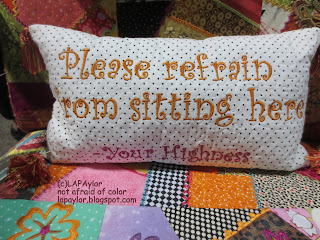 Please refrain
from sitting here
your Highness
(c)LAPAylor
not afraid of color
lapaylor.blogspot.com